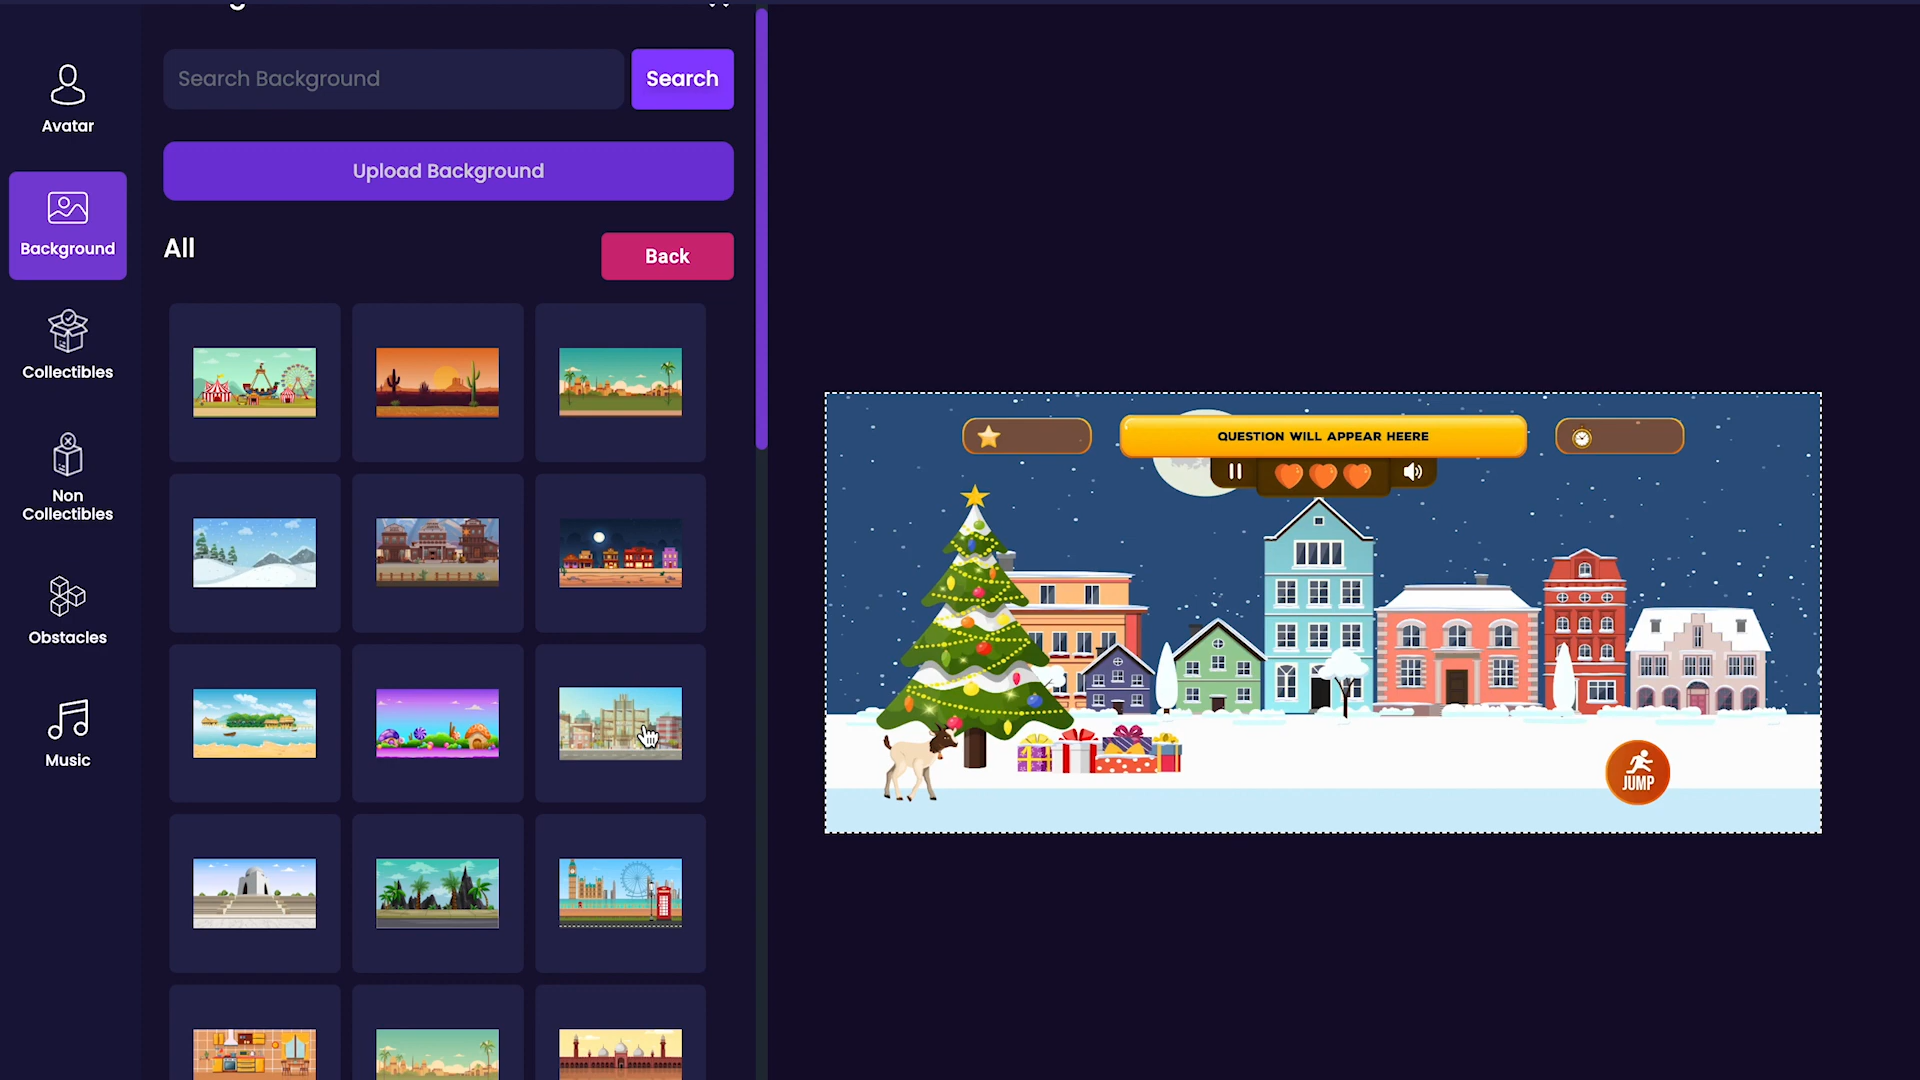 Search Background
Search
Avatar
Upload Background
Background
All
Back
Collectibles
Non
Collectibles
Obstacles
Music
QUESTION WILL APPEAR HEERE
JUMP